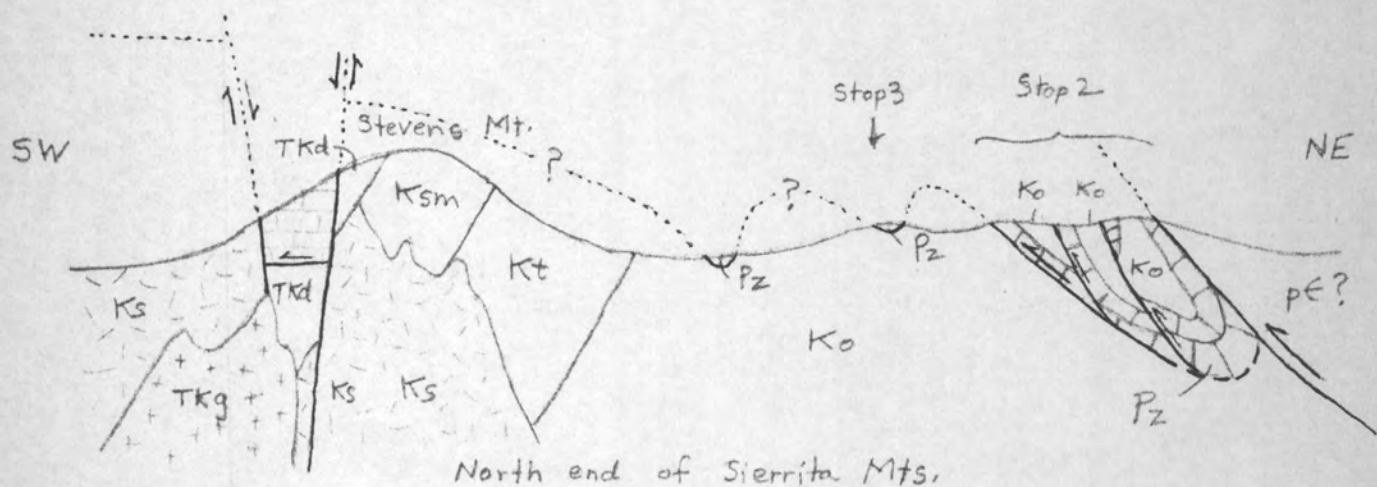 Stop 3
Stop 2
SW
Stevens Mt.
NE
TKd
?
?
Ko
Ko
Ksm
Pz
Pz
Kt
Ko
p€?
Ks
TKd
Ko
TKg
Ks
Ks
Pz
North end of Sierrita Mts.